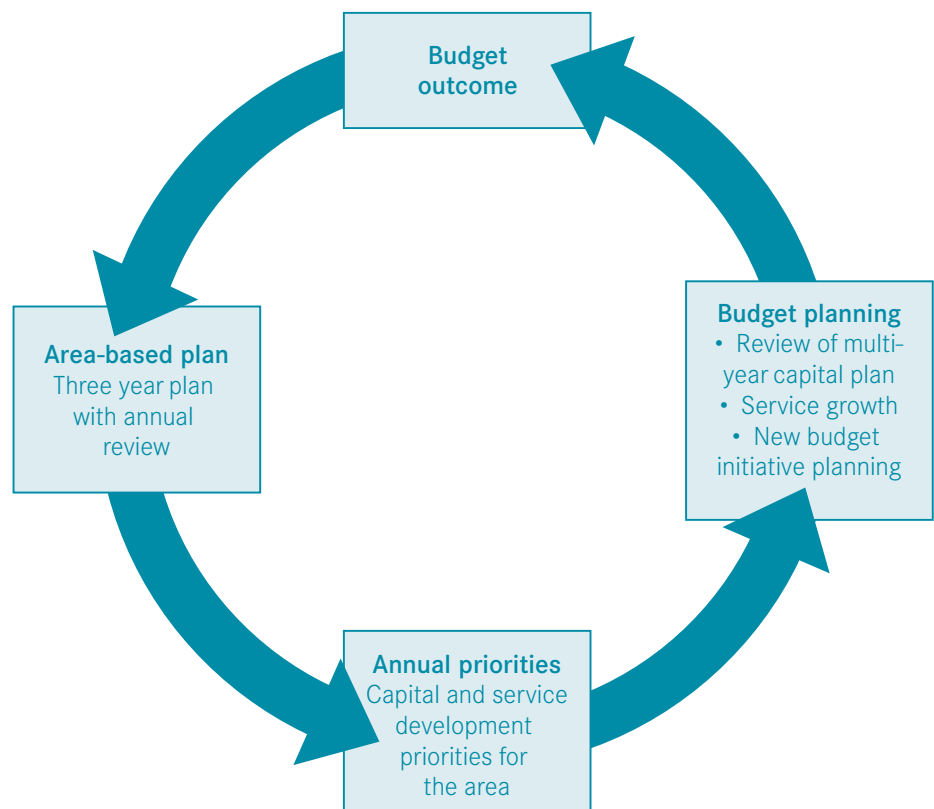 Budget
outcome
Area-based plan
Three year plan
with annual
review
Budget planning
• Review of multi-
year capital plan
• Service growth
• New budget
initiative planning
Annual priorities
Capital and service
development
priorities for
the area